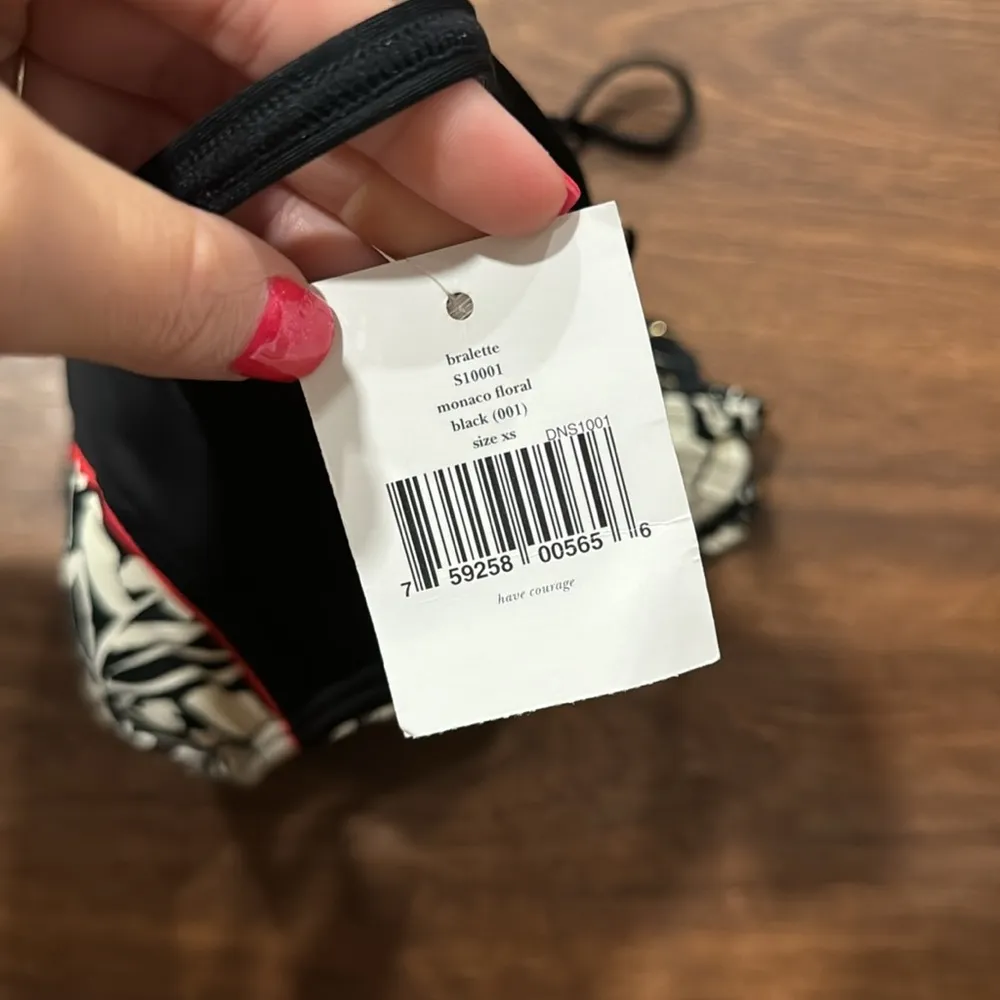 bralette
S10001
monaco floral
black (001)
size xs
DNS1001
7 59258 00565 6
have courage